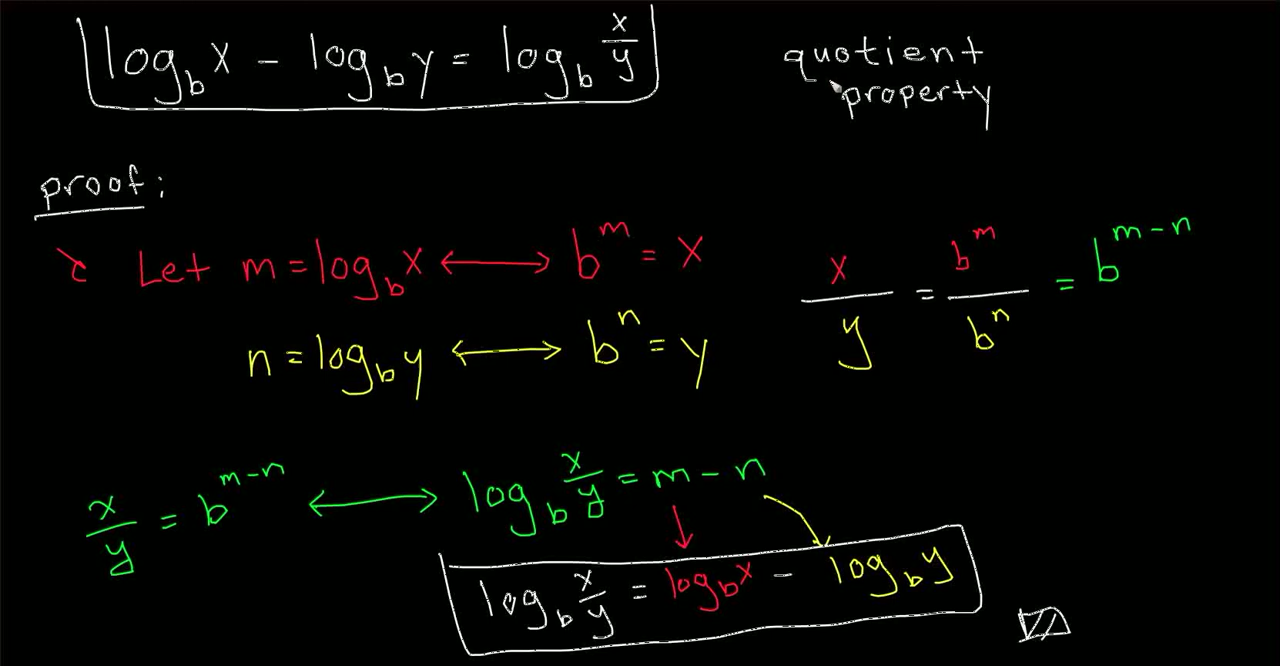 log_b x - log_b y = log_b x/y
quotient
property
proof:
Let m = log_b x ⟷ b^m = x
n = log_b y ⟷ b^n = y
x/y = b^m/b^n = b^(m-n)
x/y = b^(m-n) ⟷ log_b x/y = m - n
log_b x/y = log_b x - log_b y